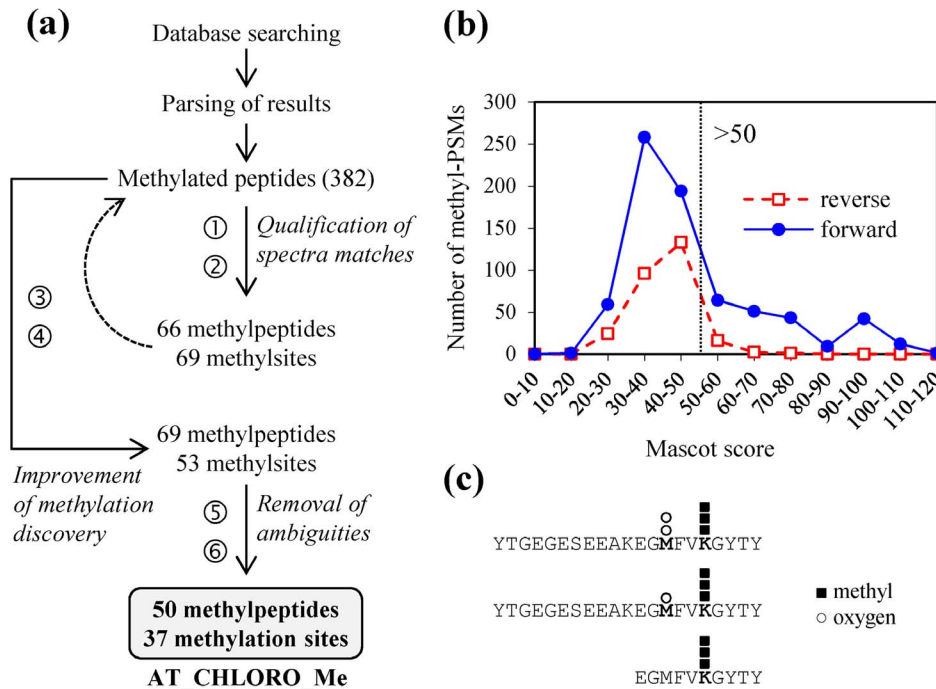 (a)
Database searching
Parsing of results
Methylated peptides (382)
①
②
Qualification of
spectra matches
③
④
66 methylpeptides
69 methylsites
69 methylpeptides
53 methylsites
Improvement
of methylation
discovery
⑤
⑥
Removal of
ambiguities
50 methylpeptides
37 methylation sites
AT_CHLORO_Me
(b)
Number of methyl-PSMs
300
250
200
150
100
50
0
>50
reverse
forward
0-10
10-20
20-30
30-40
40-50
50-60
60-70
70-80
80-90
90-100
100-110
110-120
Mascot score
(c)
YTGEGESEEAKEGMFVKGYTY
YTGEGESEEAKEGMFVKGYTY
EGMFVKGYTY
methyl
oxygen